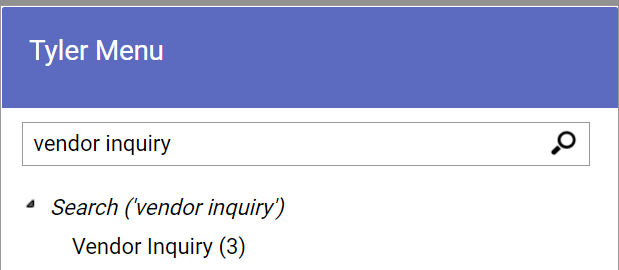 Tyler Menu
vendor inquiry
Search ('vendor inquiry')
Vendor Inquiry (3)